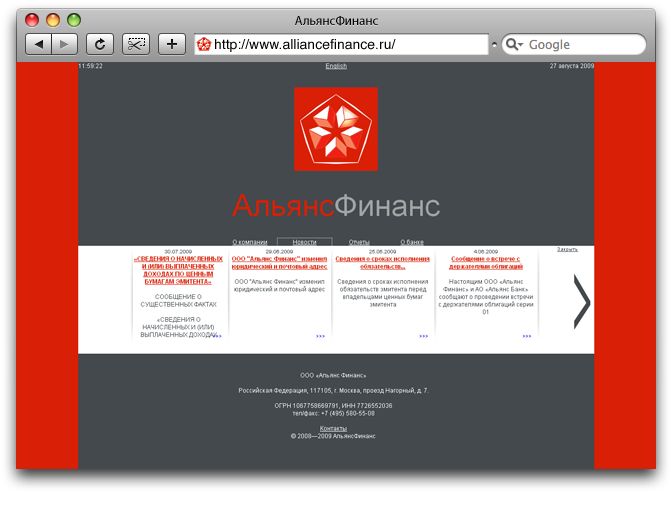 АльянсФинанс
http://www.alliancefinance.ru/
Google
11:59:22
English
27 августа 2009
АльянсФинанс
О компании
Новости
Отчеты
О банке
Закрыть
30.07.2009
«СВЕДЕНИЯ О НАЧИСЛЕННЫХ
И (ИЛИ) ВЫПЛАЧЕННЫХ
ДОХОДАХ ПО ЦЕННЫМ
БУМАГАМ ЭМИТЕНТА»
СООБЩЕНИЕ О
СУЩЕСТВЕННЫХ ФАКТАХ
«СВЕДЕНИЯ О
НАЧИСЛЕННЫХ И (ИЛИ)
ВЫПЛАЧЕННЫХ ДОХОДАХ
>>>
29.06.2009
ООО "Альянс Финанс" изменил
юридический и почтовый адрес
ООО "Альянс Финанс" изменил
юридический и почтовый адрес
>>>
Сведения о сроках исполнения
обязательств...
Сведения о сроках исполнения
обязательств эмитента перед
владельцами ценных бумаг
эмитента
>>>
4.06.2009
Сообщение о встрече с
держателями облигаций
Настоящим ООО «Альянс
Финанс» и АО «Альянс Банк»
сообщают о проведении встречи
с держателями облигаций серии
01
>>>
ООО «Альянс Финанс»
Российская Федерация, 117105, г. Москва, проезд Нагорный, д. 7.
ОГРН 1067758669791, ИНН 7726552036
тел/факс: +7 (495) 580-55-08
Контакты
© 2008—2009 АльянсФинанс